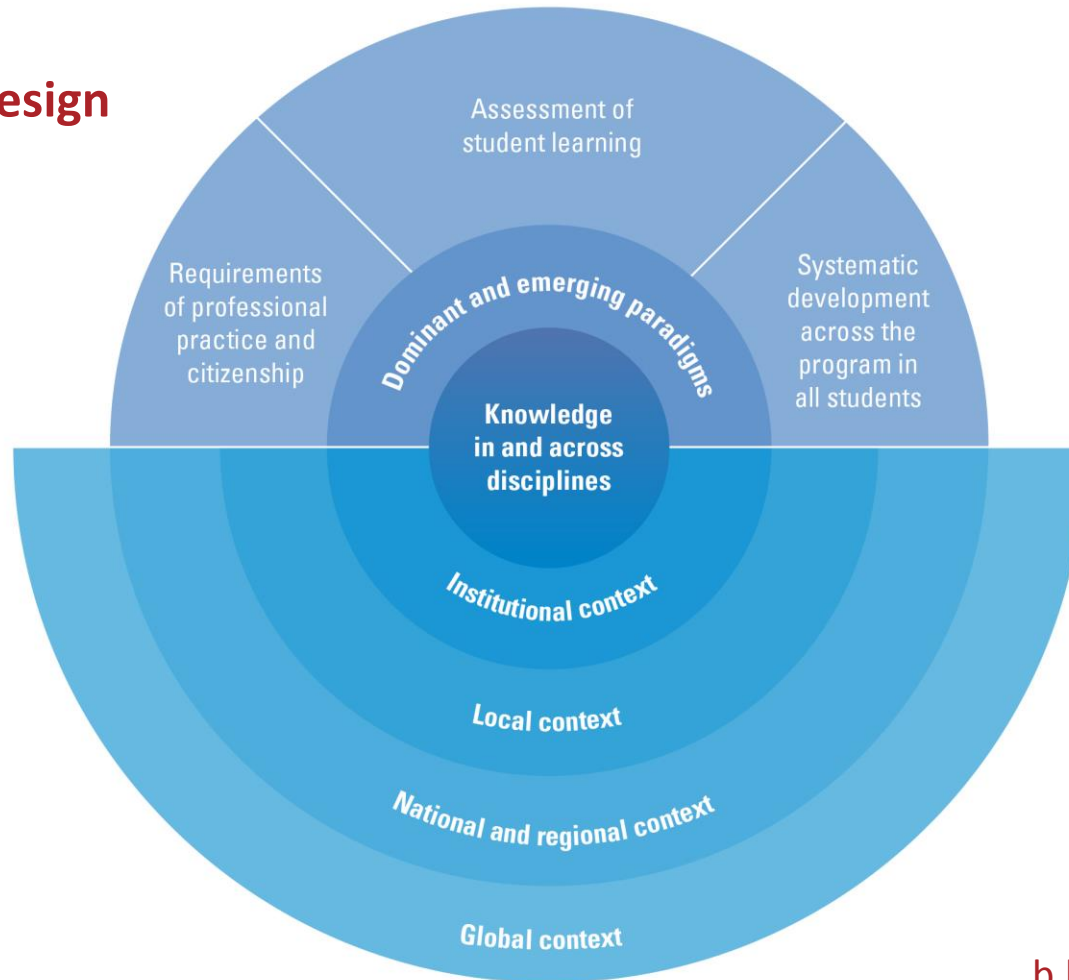 esign
Assessment of
student learning
Requirements
of professional
practice and
citizenship
Dominant and emerging paradigms
Systematic
development
across the
program in
all students
Knowledge
in and across
disciplines
Institutional context
Local context
National and regional context
Global context